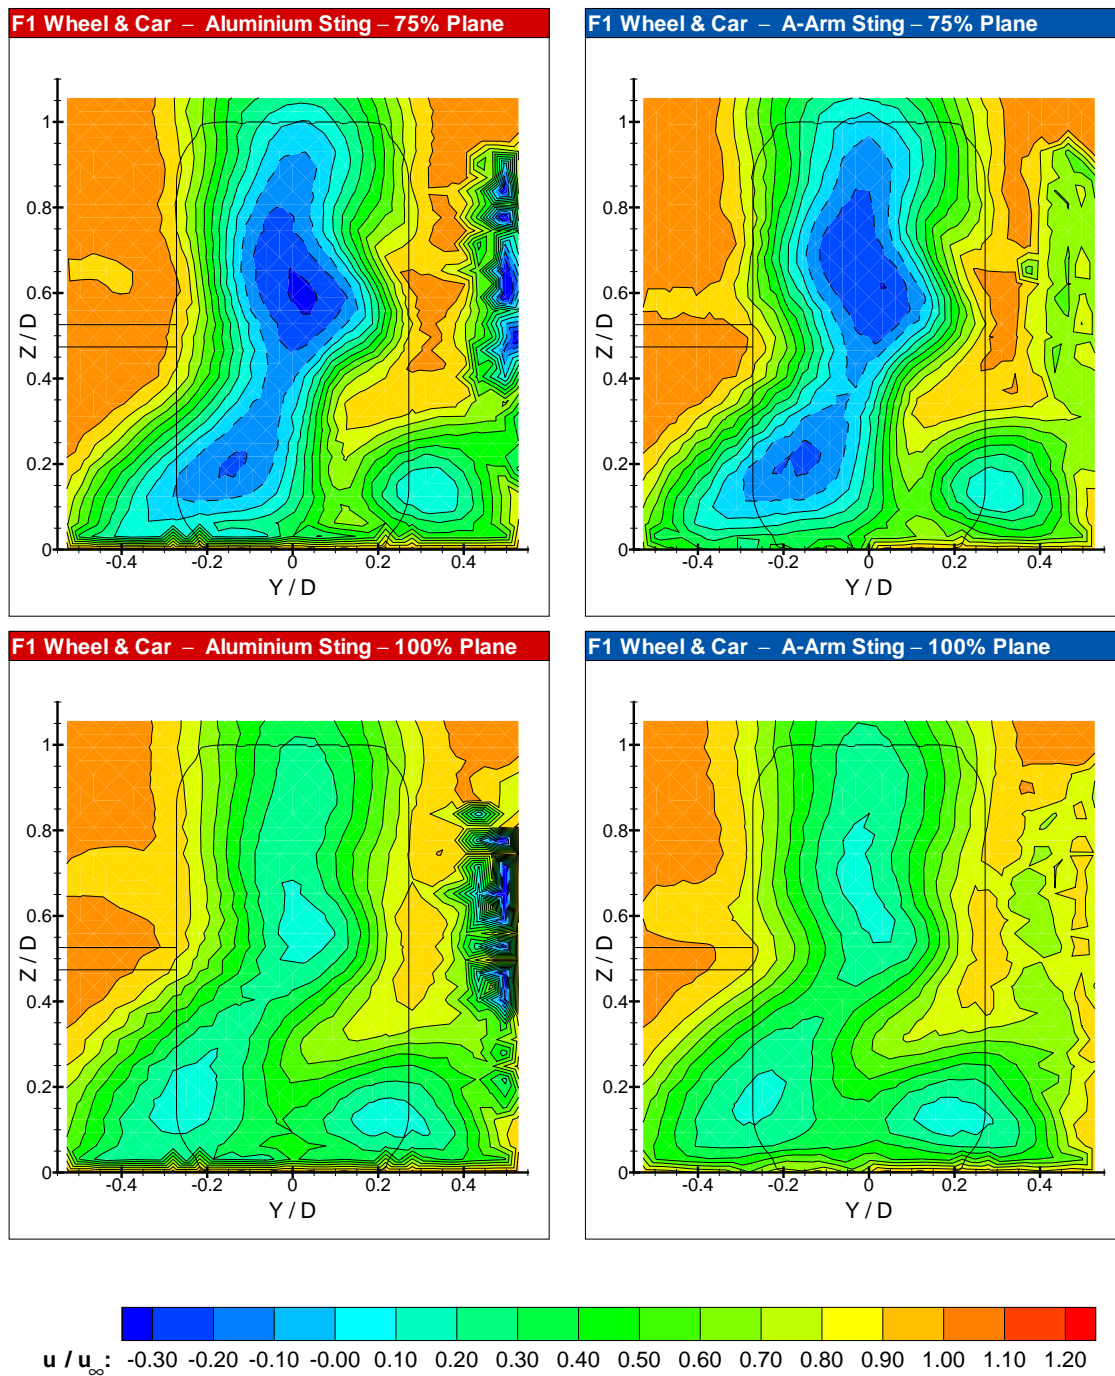 F1 Wheel & Car – Aluminium Sting – 75% Plane
1
0.8
0.6
0.4
0.2
0
Z / D
-0.4 -0.2 0 0.2 0.4
Y / D
F1 Wheel & Car – A-Arm Sting – 75% Plane
1
0.8
0.6
0.4
0.2
0
Z / D
-0.4 -0.2 0 0.2 0.4
Y / D
F1 Wheel & Car – Aluminium Sting – 100% Plane
1
0.8
0.6
0.4
0.2
0
Z / D
-0.4 -0.2 0 0.2 0.4
Y / D
F1 Wheel & Car – A-Arm Sting – 100% Plane
1
0.8
0.6
0.4
0.2
0
Z / D
-0.4 -0.2 0 0.2 0.4
Y / D
u / u∞: -0.30 -0.20 -0.10 -0.00 0.10 0.20 0.30 0.40 0.50 0.60 0.70 0.80 0.90 1.00 1.10 1.20